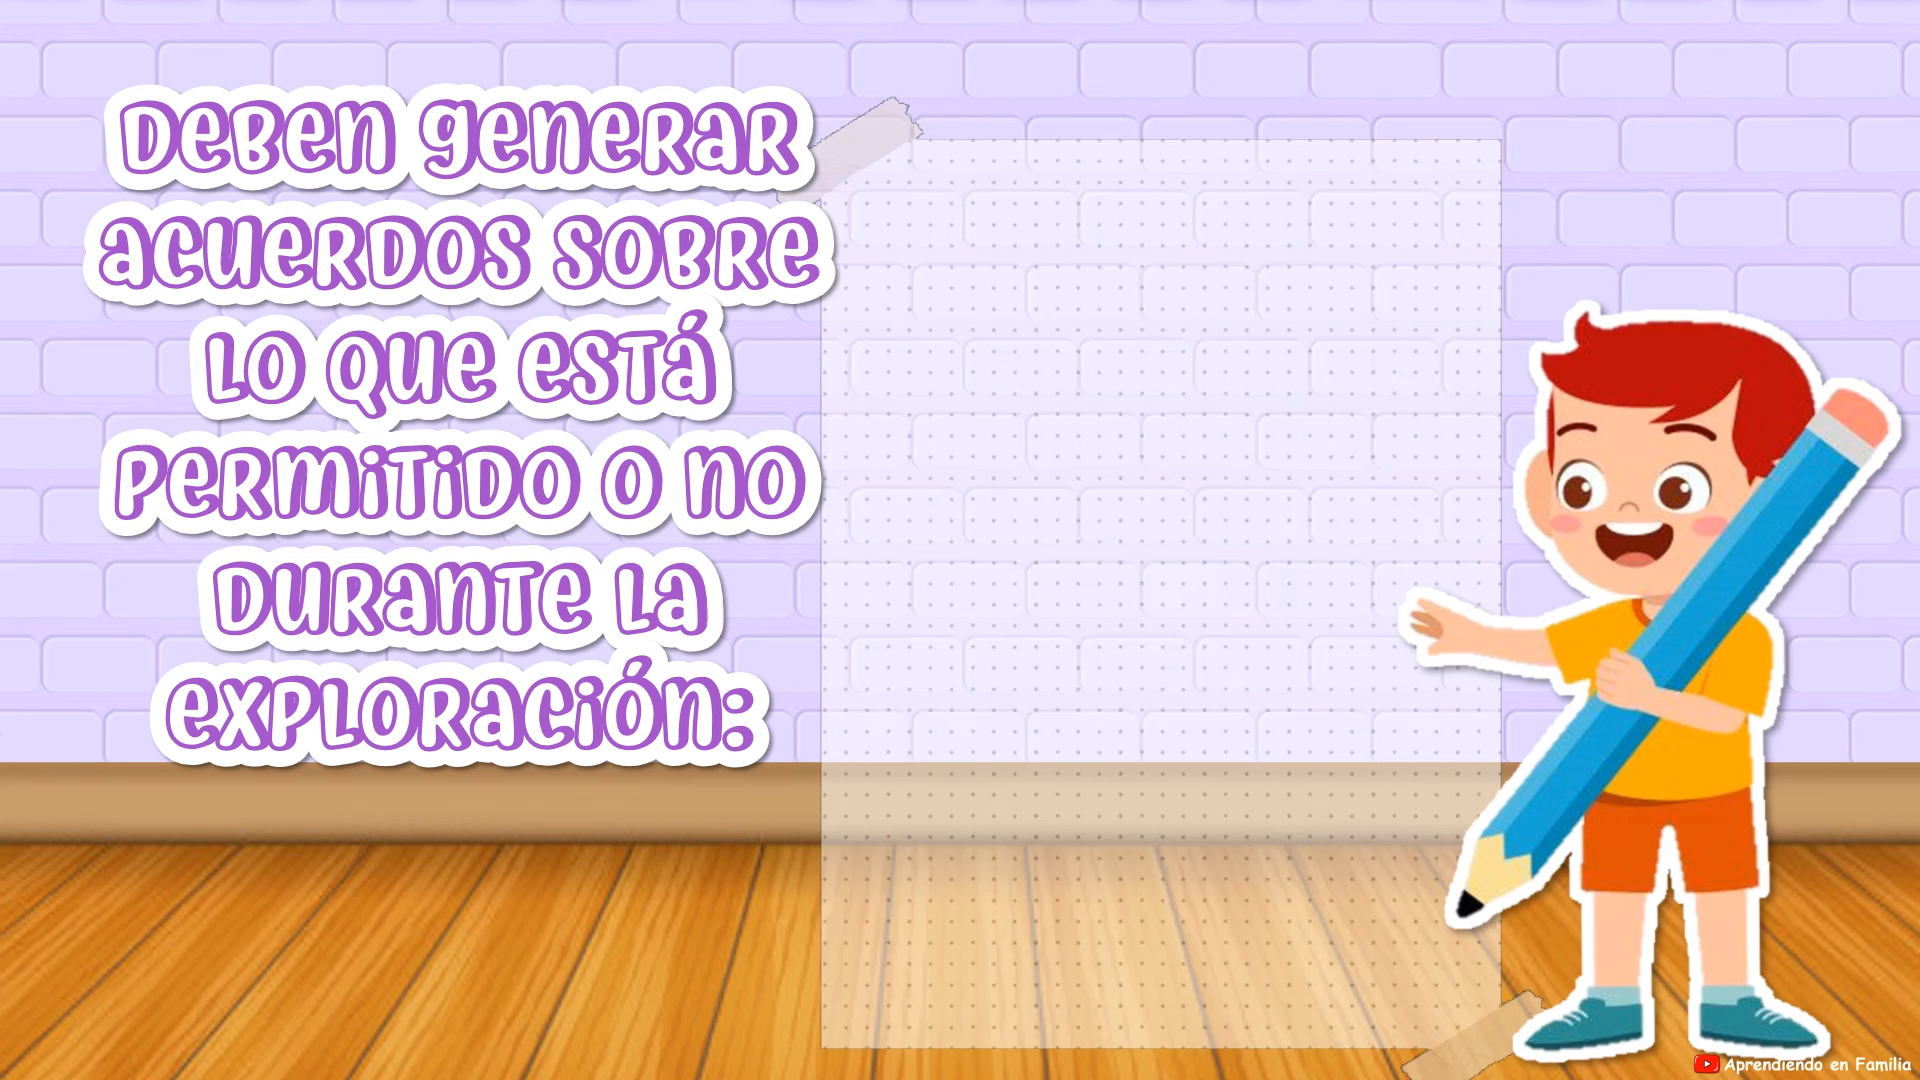 Deben generar
acuerdos sobre
lo que está
permitido o no
durante la
exploración:
Aprendiendo en Familia